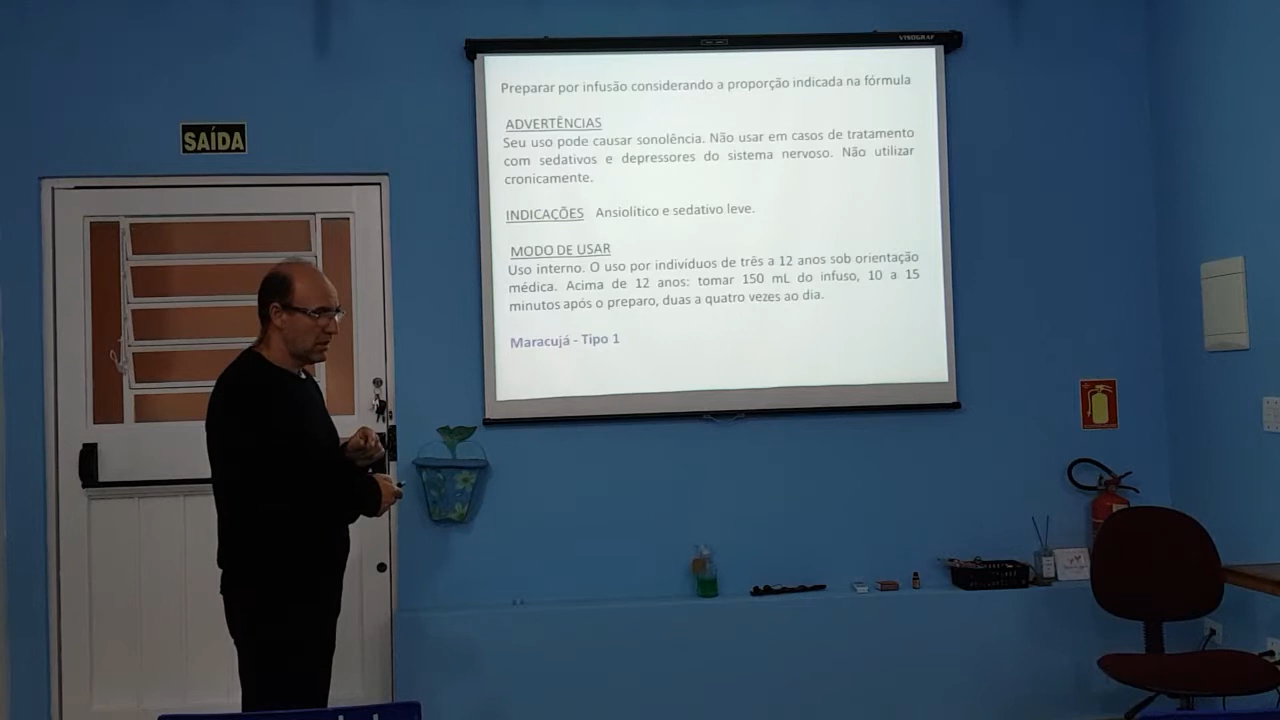 VIVOGRAF
Preparar por infusão considerando a proporção indicada na fórmula
ADVERTÊNCIAS
Seu uso pode causar sonolência. Não usar em casos de tratamento
com sedativos e depressores do sistema nervoso. Não utilizar
cronicamente.
INDICAÇÕES Ansiolítico e sedativo leve.
MODO DE USAR
Uso interno. O uso por indivíduos de três a 12 anos sob orientação
médica. Acima de 12 anos: tomar 150 mL do infuso, 10 a 15
minutos após o preparo, duas a quatro vezes ao dia.
Maracujá - Tipo 1
SAÍDA